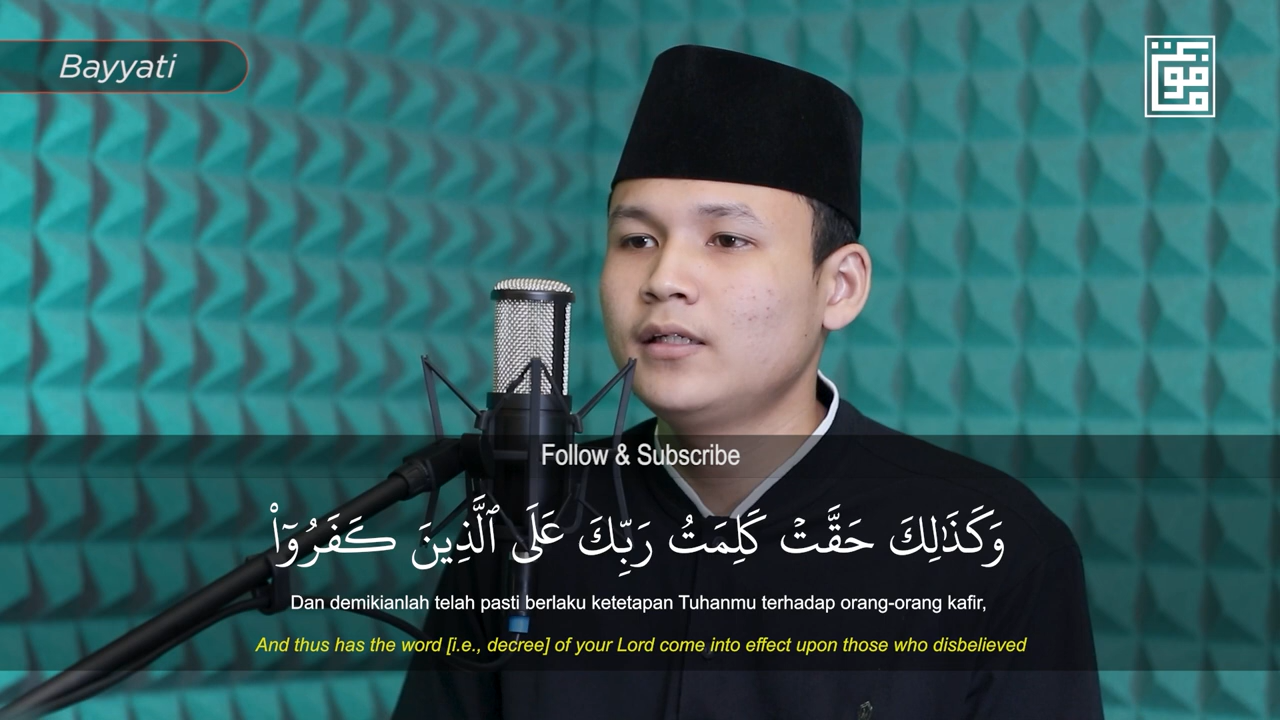 Bayyati
Follow & Subscribe
وَكَذَٰلِكَ حَقَّتْ كَلِمَتُ رَبِّكَ عَلَى ٱلَّذِينَ كَفَرُوٓا۟
Dan demikianlah telah pasti berlaku ketetapan Tuhanmu terhadap orang-orang kafir,
And thus has the word [i.e., decree] of your Lord come into effect upon those who disbelieved